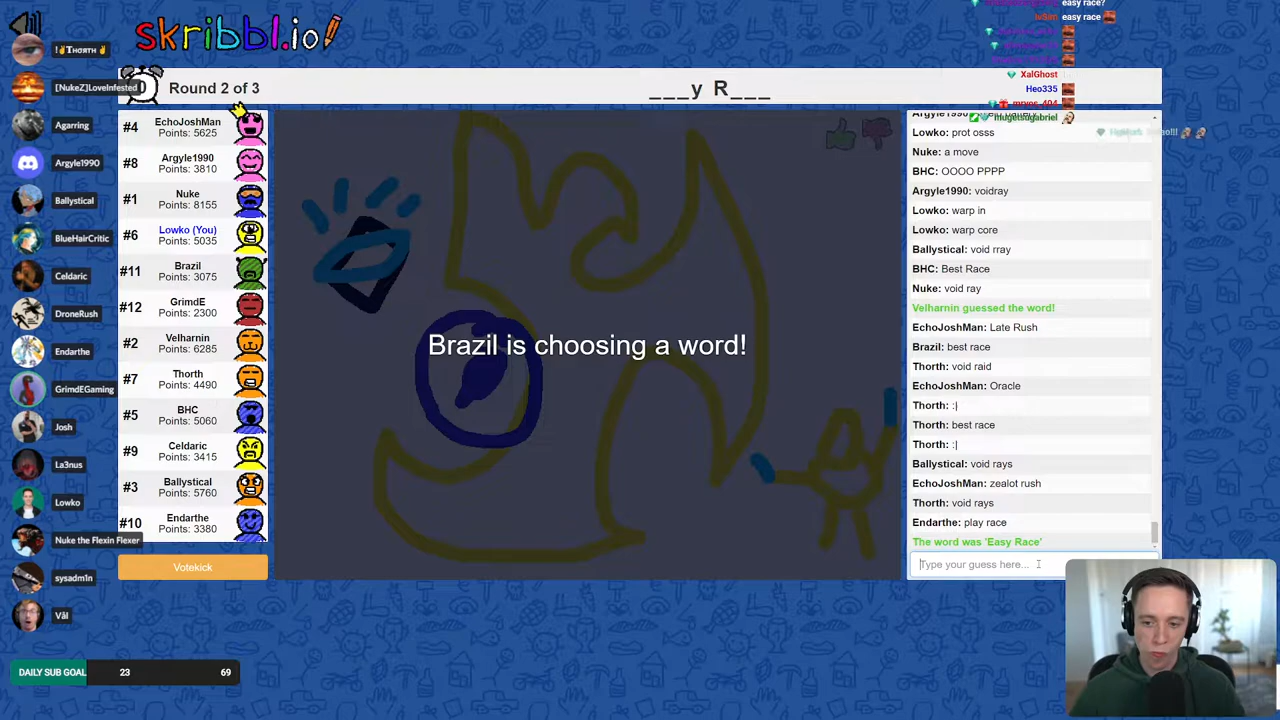 !✌Thorth ✌
[NukeZ]LoveInfested
Agarring
Argyle1990
Ballystical
BlueHairCritic
Celdaric
DroneRush
Endarthe
GrimdEGaming
Josh
La3nus
Lowko
Nuke the Flexin Flexer
sysadm1n
Vål
DAILY SUB GOAL 23 69
skribbl.io
0 Round 2 of 3
___y R___
#4 EchoJoshMan
Points: 5625
#8 Argyle1990
Points: 3810
#1 Nuke
Points: 8155
#6 Lowko (You)
Points: 5035
#11 Brazil
Points: 3075
#12 GrimdE
Points: 2300
#2 Velharnin
Points: 6285
#7 Thorth
Points: 4490
#5 BHC
Points: 5060
#9 Celdaric
Points: 3415
#3 Ballystical
Points: 5760
#10 Endarthe
Points: 3380
Votekick
Brazil is choosing a word!
easy race?
easy race
XalGhost
Heo335
mryes_404
mugetsogabriel
Lowko: prot osss
Nuke: a move
BHC: OOOO PPPP
Argyle1990: voidray
Lowko: warp in
Lowko: warp core
Ballystical: void rray
BHC: Best Race
Nuke: void ray
Velharnin guessed the word!
EchoJoshMan: Late Rush
Brazil: best race
Thorth: void raid
EchoJoshMan: Oracle
Thorth: :|
Thorth: best race
Thorth: :|
Ballystical: void rays
EchoJoshMan: zealot rush
Thorth: void rays
Endarthe: play race
The word was 'Easy Race'
Type your guess here...